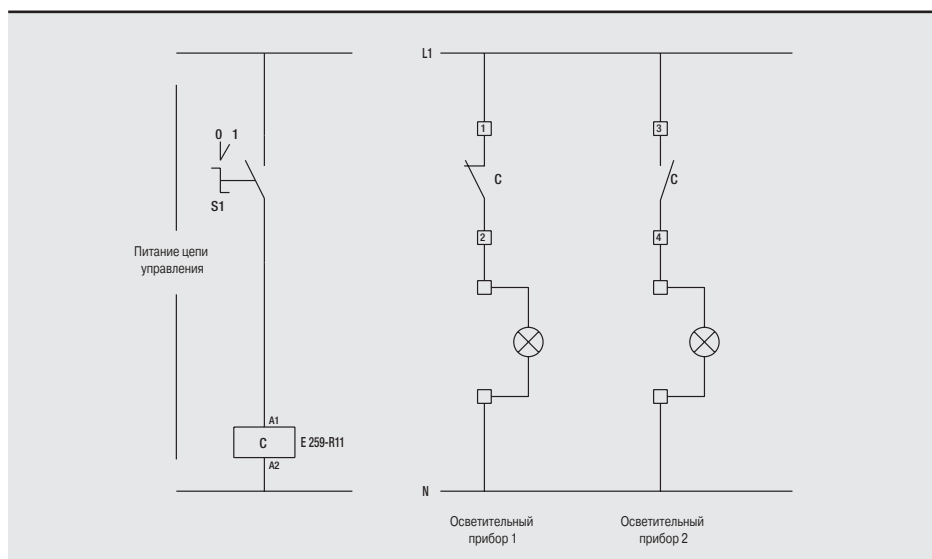 L1
1
3
0 1
C
C
S1
2
4
Питание цепи
управления
A1
C
E 259-R11
A2
N
Осветительный
прибор 1
Осветительный
прибор 2